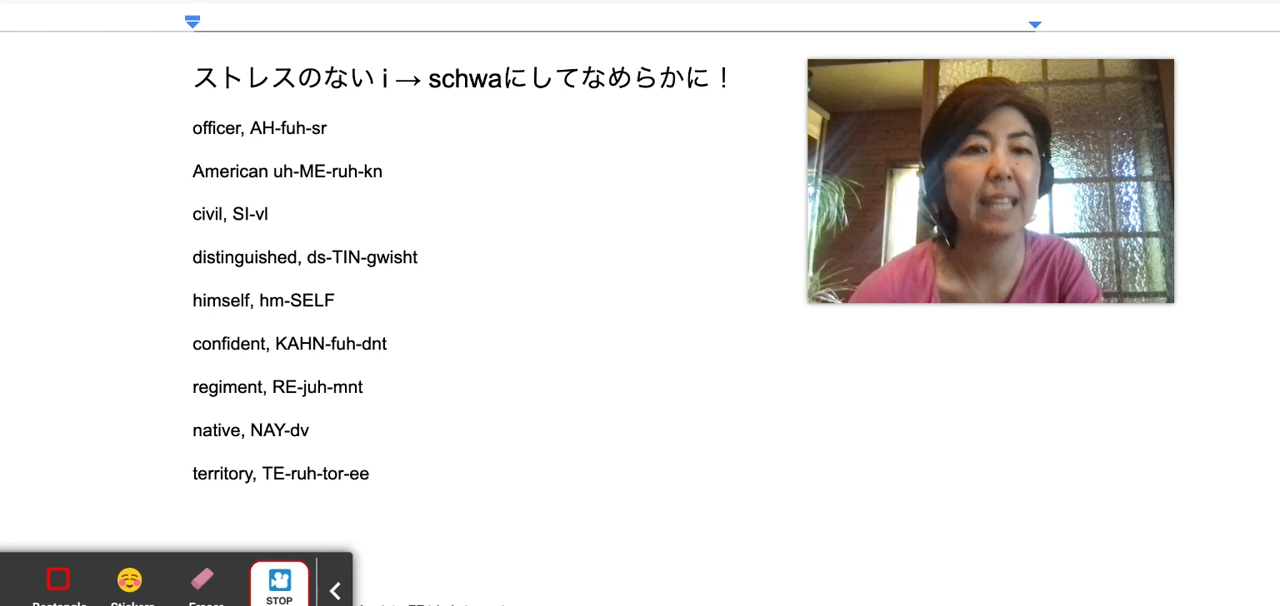 ストレスのない i → schwaにしてなめらかに！
officer, AH-fuh-sr
American uh-ME-ruh-kn
civil, SI-vl
distinguished, ds-TIN-gwisht
himself, hm-SELF
confident, KAHN-fuh-dnt
regiment, RE-juh-mnt
native, NAY-dv
territory, TE-ruh-tor-ee
STOP